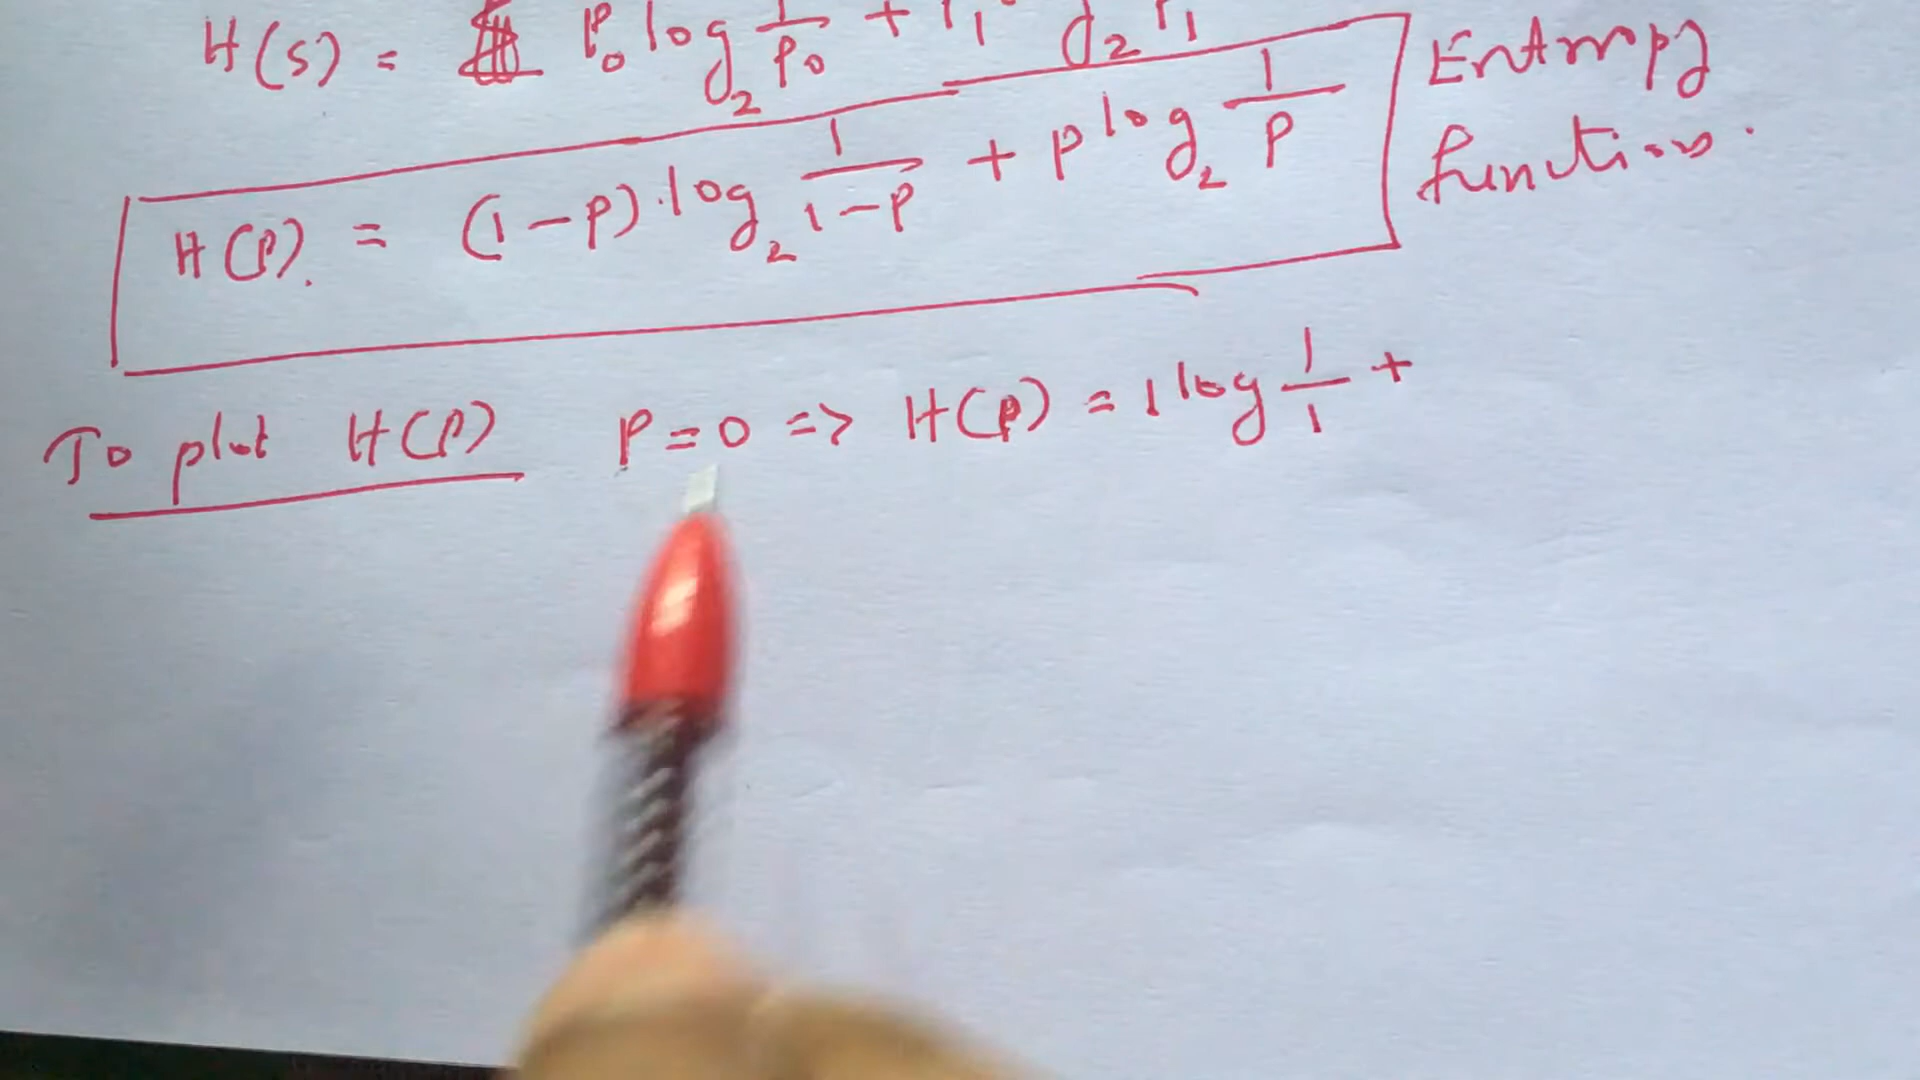 H(S) = P₀ log₂ 1/P₀ + P₁ log₂ 1/P₁
H(P) = (1-P) · log₂ 1/(1-P) + P log₂ 1/P
Entropy
function.
To plot H(P) P=0 => H(P) = 1 log 1/1 +